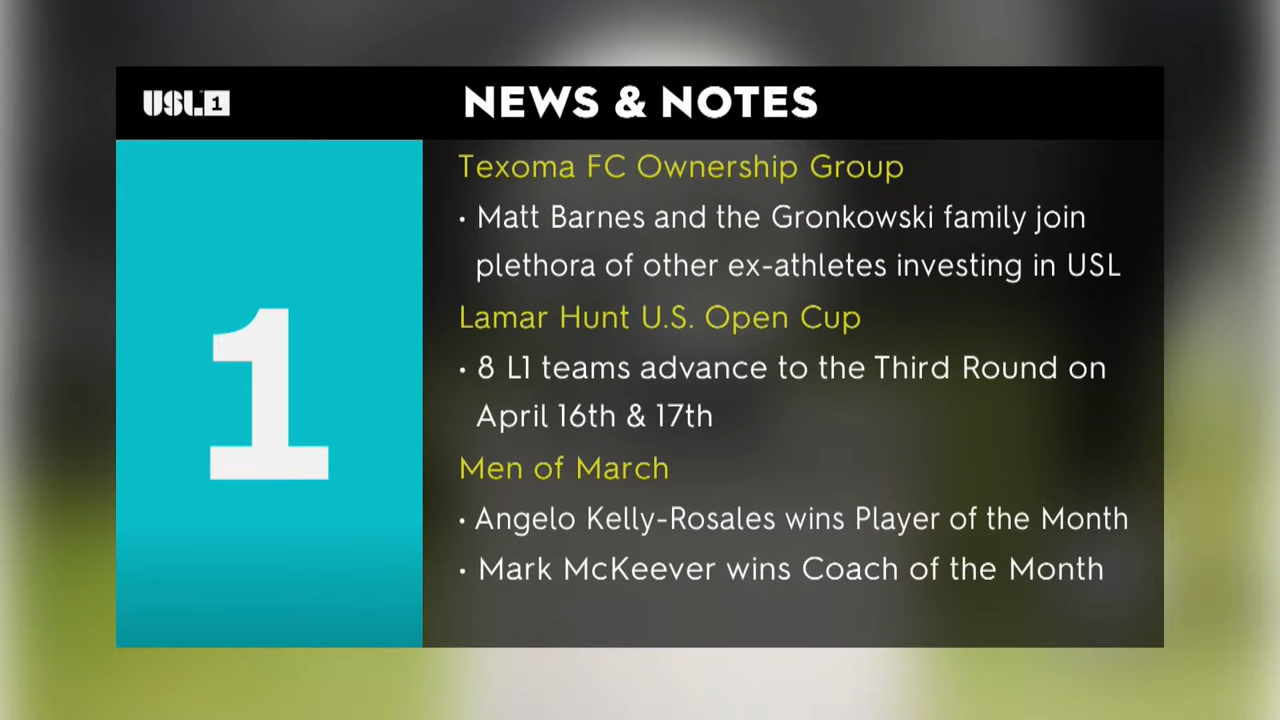 USL 1
NEWS & NOTES
1
Texoma FC Ownership Group
• Matt Barnes and the Gronkowski family join
plethora of other ex-athletes investing in USL
Lamar Hunt U.S. Open Cup
• 8 L1 teams advance to the Third Round on
April 16th & 17th
Men of March
• Angelo Kelly-Rosales wins Player of the Month
• Mark McKeever wins Coach of the Month